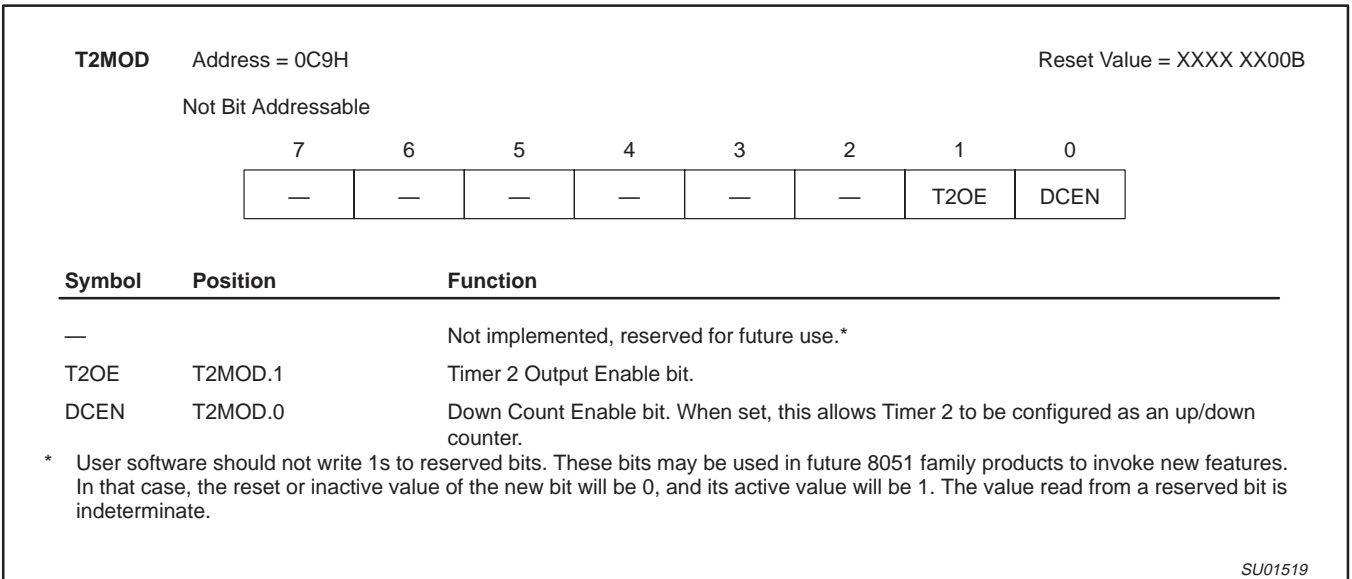 T2MOD Address = 0C9H Reset Value = XXXX XX00B
Not Bit Addressable
7 6 5 4 3 2 1 0
— — — — — — T2OE DCEN
Symbol Position Function
— Not implemented, reserved for future use.*
T2OE T2MOD.1 Timer 2 Output Enable bit.
DCEN T2MOD.0 Down Count Enable bit. When set, this allows Timer 2 to be configured as an up/down
counter.
* User software should not write 1s to reserved bits. These bits may be used in future 8051 family products to invoke new features.
In that case, the reset or inactive value of the new bit will be 0, and its active value will be 1. The value read from a reserved bit is
indeterminate.
SU01519